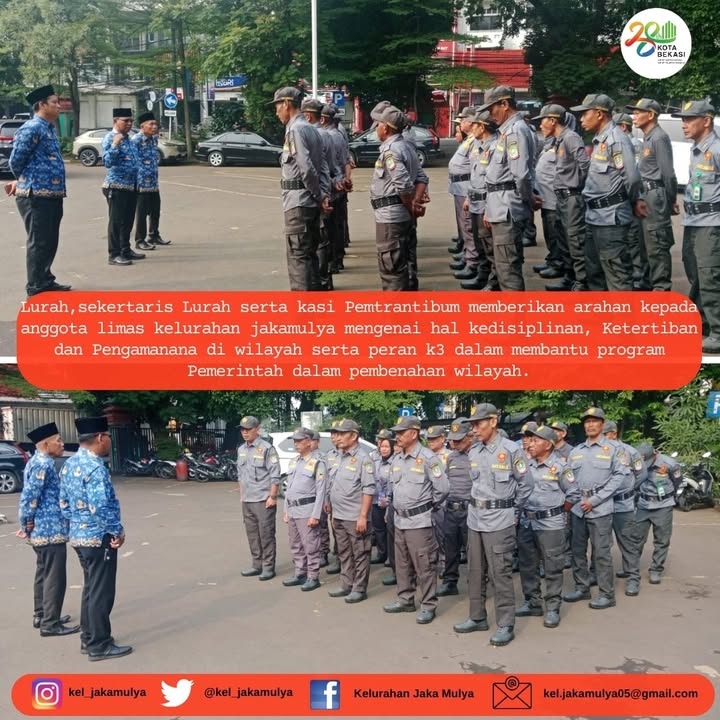 28
KOTA
BEKASI
Lurah,sekertaris Lurah serta kasi Pemtrantibum memberikan arahan kepada
anggota limas kelurahan jakamulya mengenai hal kedisiplinan, Ketertiban
dan Pengamanana di wilayah serta peran k3 dalam membantu program
Pemerintah dalam pembenahan wilayah.
kel_jakamulya
@kel_jakamulya
Kelurahan Jaka Mulya
kel.jakamulya05@gmail.com